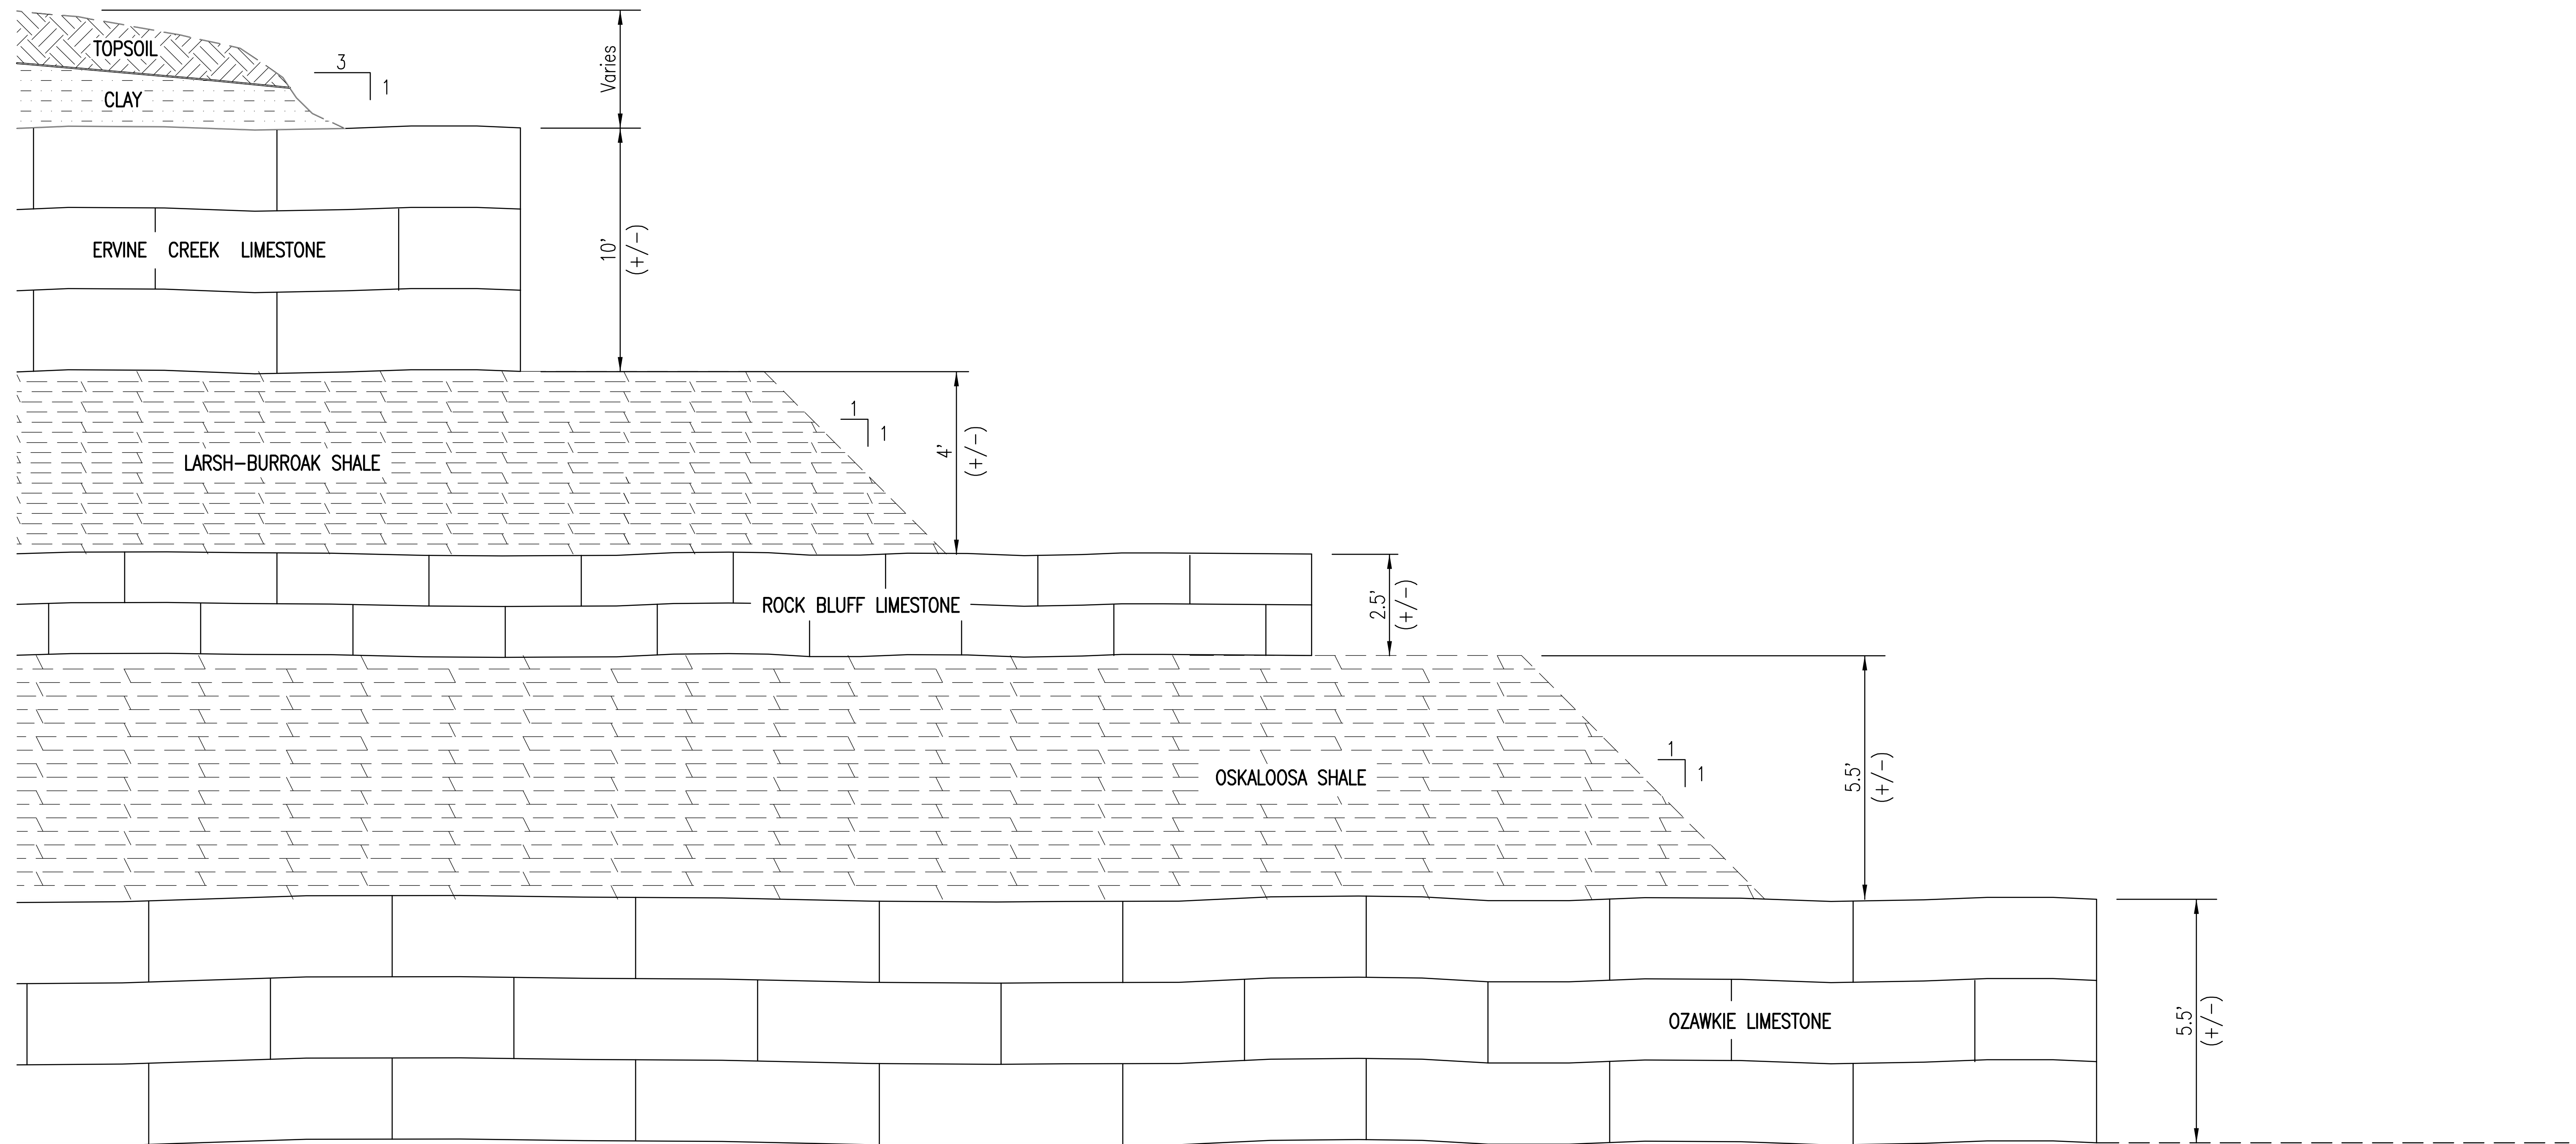 TOPSOIL
3
1
Varies
CLAY
ERVINE CREEK LIMESTONE
10'
(+/-)
1
1
LARSH-BURROAK SHALE
4'
(+/-)
ROCK BLUFF LIMESTONE
2.5'
(+/-)
1
1
OSKALOOSA SHALE
5.5'
(+/-)
OZAWKIE LIMESTONE
5.5'
(+/-)